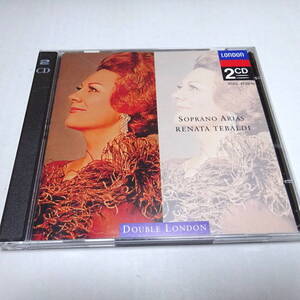 2
CD
LONDON
2CD
SOPRANO ARIAS
RENATA TEBALDI
DOUBLE LONDON